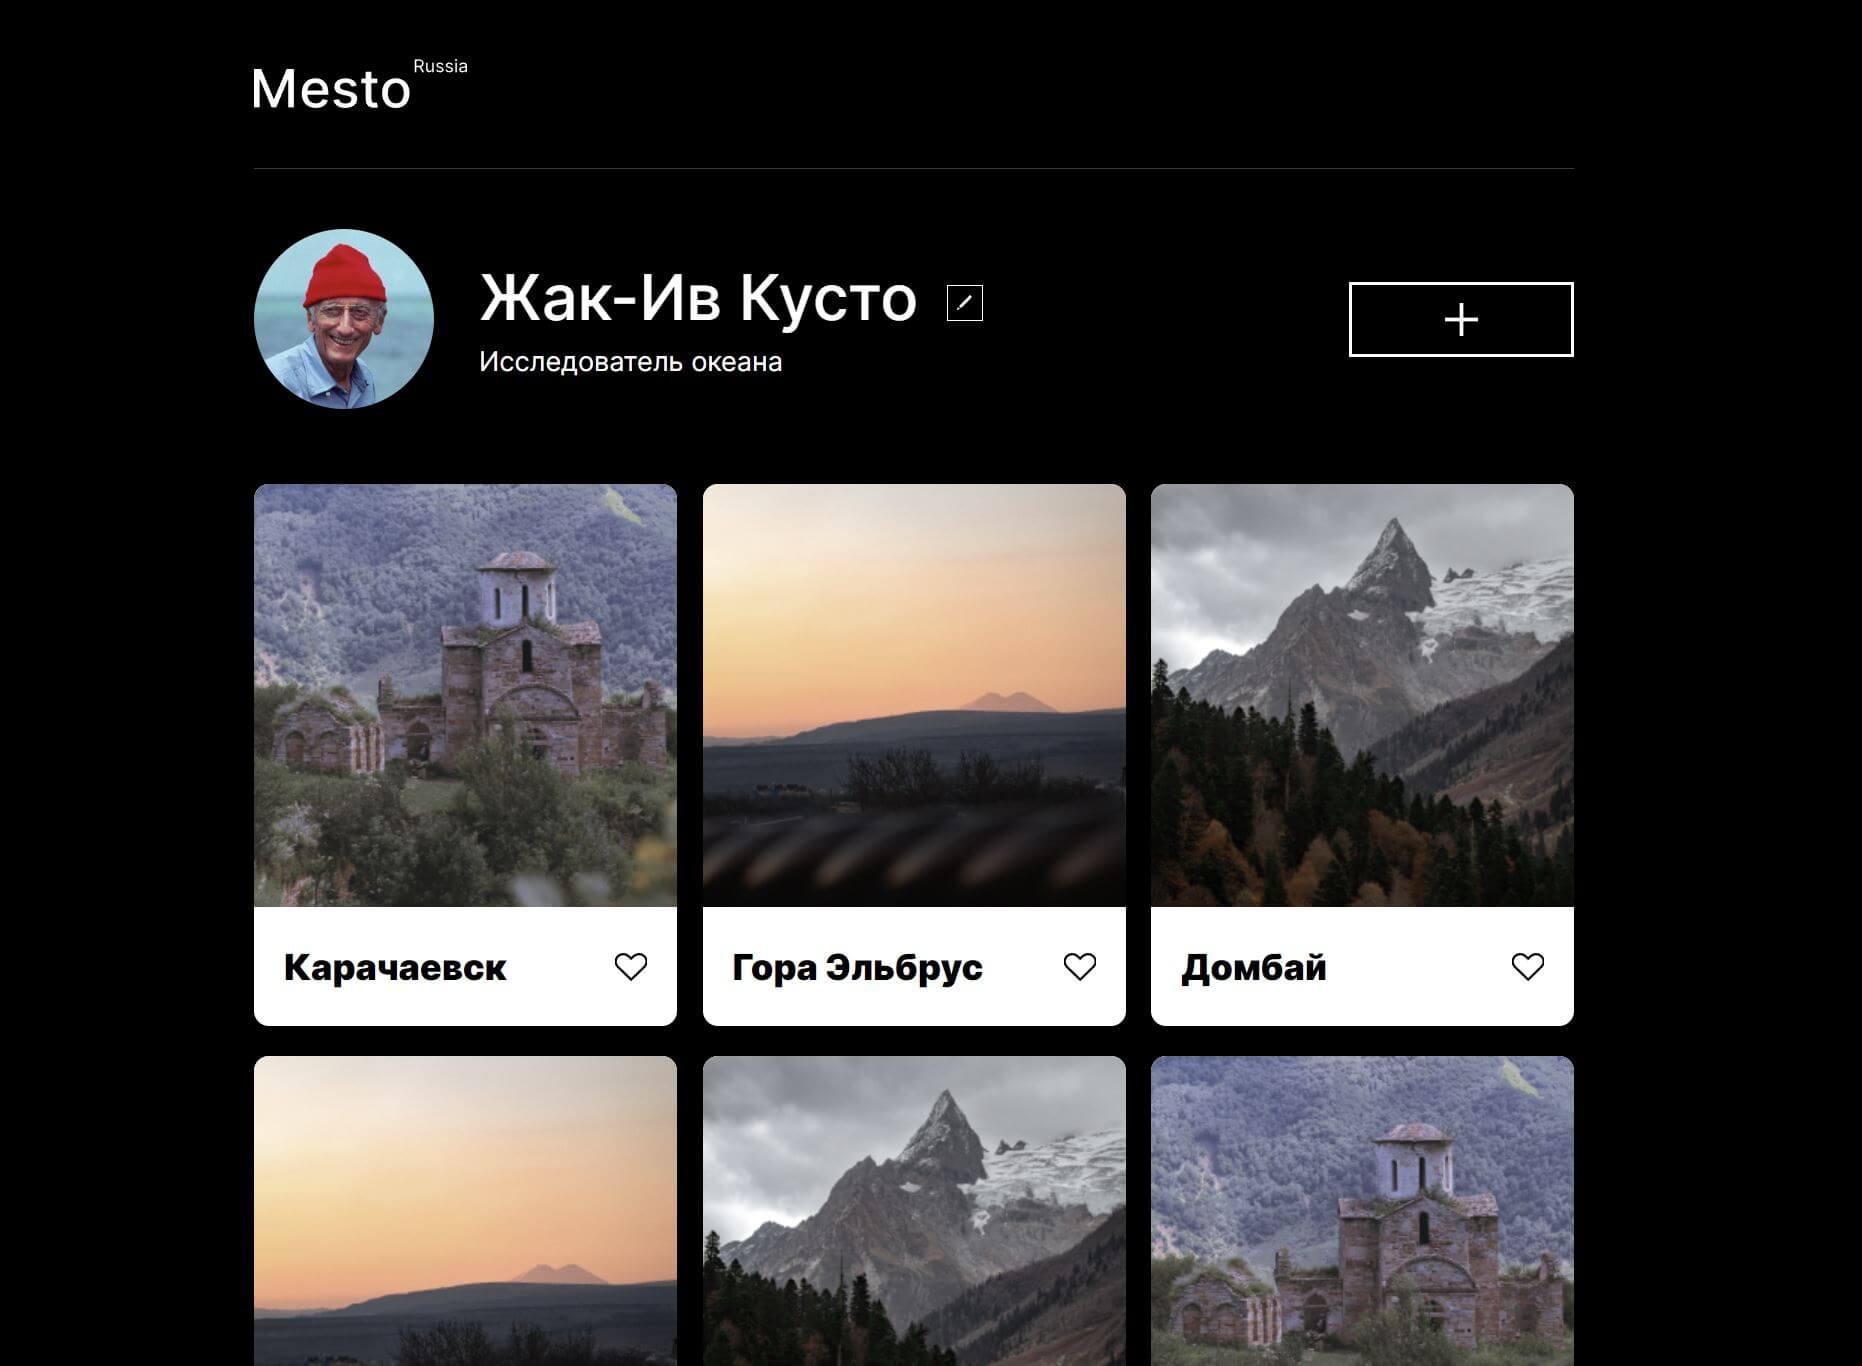 Mesto Russia
Жак-Ив Кусто
Исследователь океана
Карачаевск
Гора Эльбрус
Домбай